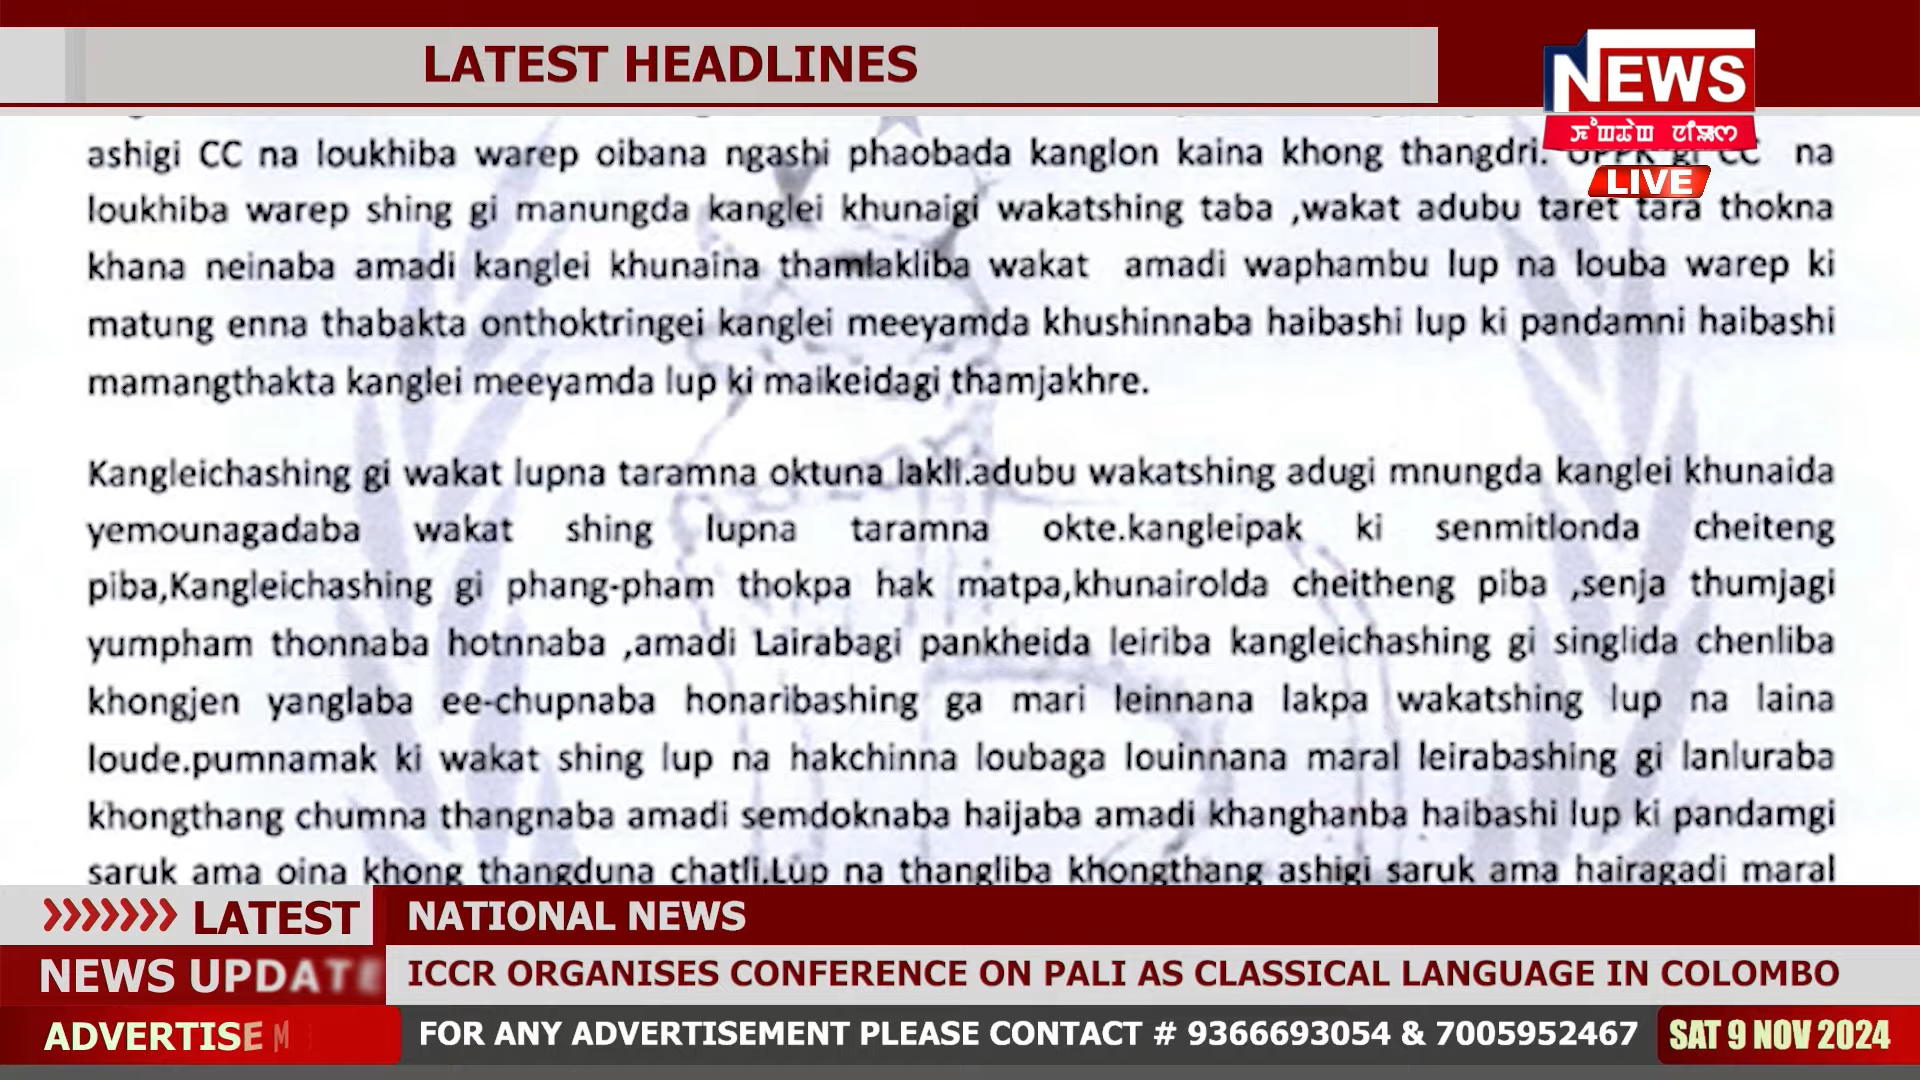 LATEST HEADLINES
NEWS
LIVE
ashigi CC na loukhiba warep oibana ngashi phaobada kanglon kaina khong thangdri. UPPK gi CC na
loukhiba warep shing gi manungda kanglei khunaigi wakatshing taba ,wakat adubu taret tara thokna
khana neinaba amadi kanglei khunaina thamlakliba wakat amadi waphambu lup na louba warep ki
matung enna thabakta onthoktringei kanglei meeyamda khushinnaba haibashi lup ki pandamni haibashi
mamangthakta kanglei meeyamda lup ki maikeidagi thamjakhre.
Kangleichashing gi wakat lupna taramna oktuna lakli.adubu wakatshing adugi mnungda kanglei khunaida
yemounagadaba wakat shing lupna taramna okte.kangleipak ki senmitlonda cheiteng
piba,Kangleichashing gi phang-pham thokpa hak matpa,khunairolda cheitheng piba ,senja thumjagi
yumpham thonnaba hotnnaba ,amadi Lairabagi pankheida leiriba kangleichashing gi singlida chenliba
khongjen yanglaba ee-chupnaba honaribashing ga mari leinnana lakpa wakatshing lup na laina
loude.pumnamak ki wakat shing lup na hakchinna loubaga louinnana maral leirabashing gi lanluraba
khongthang chumna thangnaba amadi semdoknaba haijaba amadi khanghanba haibashi lup ki pandamgi
saruk ama oina khong thangduna chatli.Lup na thangliba khongthang ashigi saruk ama hairagadi maral
LATEST
NATIONAL NEWS
NEWS UPDATE
ICCR ORGANISES CONFERENCE ON PALI AS CLASSICAL LANGUAGE IN COLOMBO
ADVERTISEM
FOR ANY ADVERTISEMENT PLEASE CONTACT # 9366693054 & 7005952467
SAT 9 NOV 2024